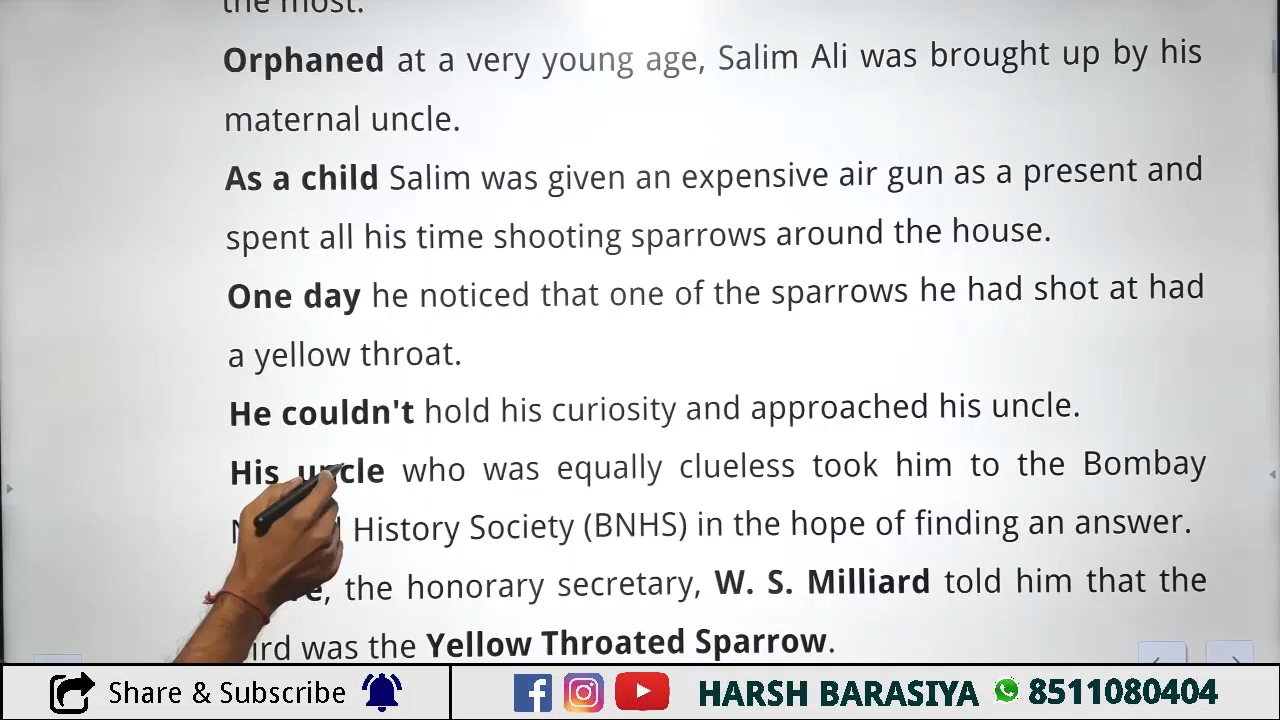 the most.
Orphaned at a very young age, Salim Ali was brought up by his
maternal uncle.
As a child Salim was given an expensive air gun as a present and
spent all his time shooting sparrows around the house.
One day he noticed that one of the sparrows he had shot at had
a yellow throat.
He couldn't hold his curiosity and approached his uncle.
His uncle who was equally clueless took him to the Bombay
History Society (BNHS) in the hope of finding an answer.
the honorary secretary, W. S. Milliard told him that the
was the Yellow Throated Sparrow.
Share & Subscribe HARSH BARASIYA 8511080404